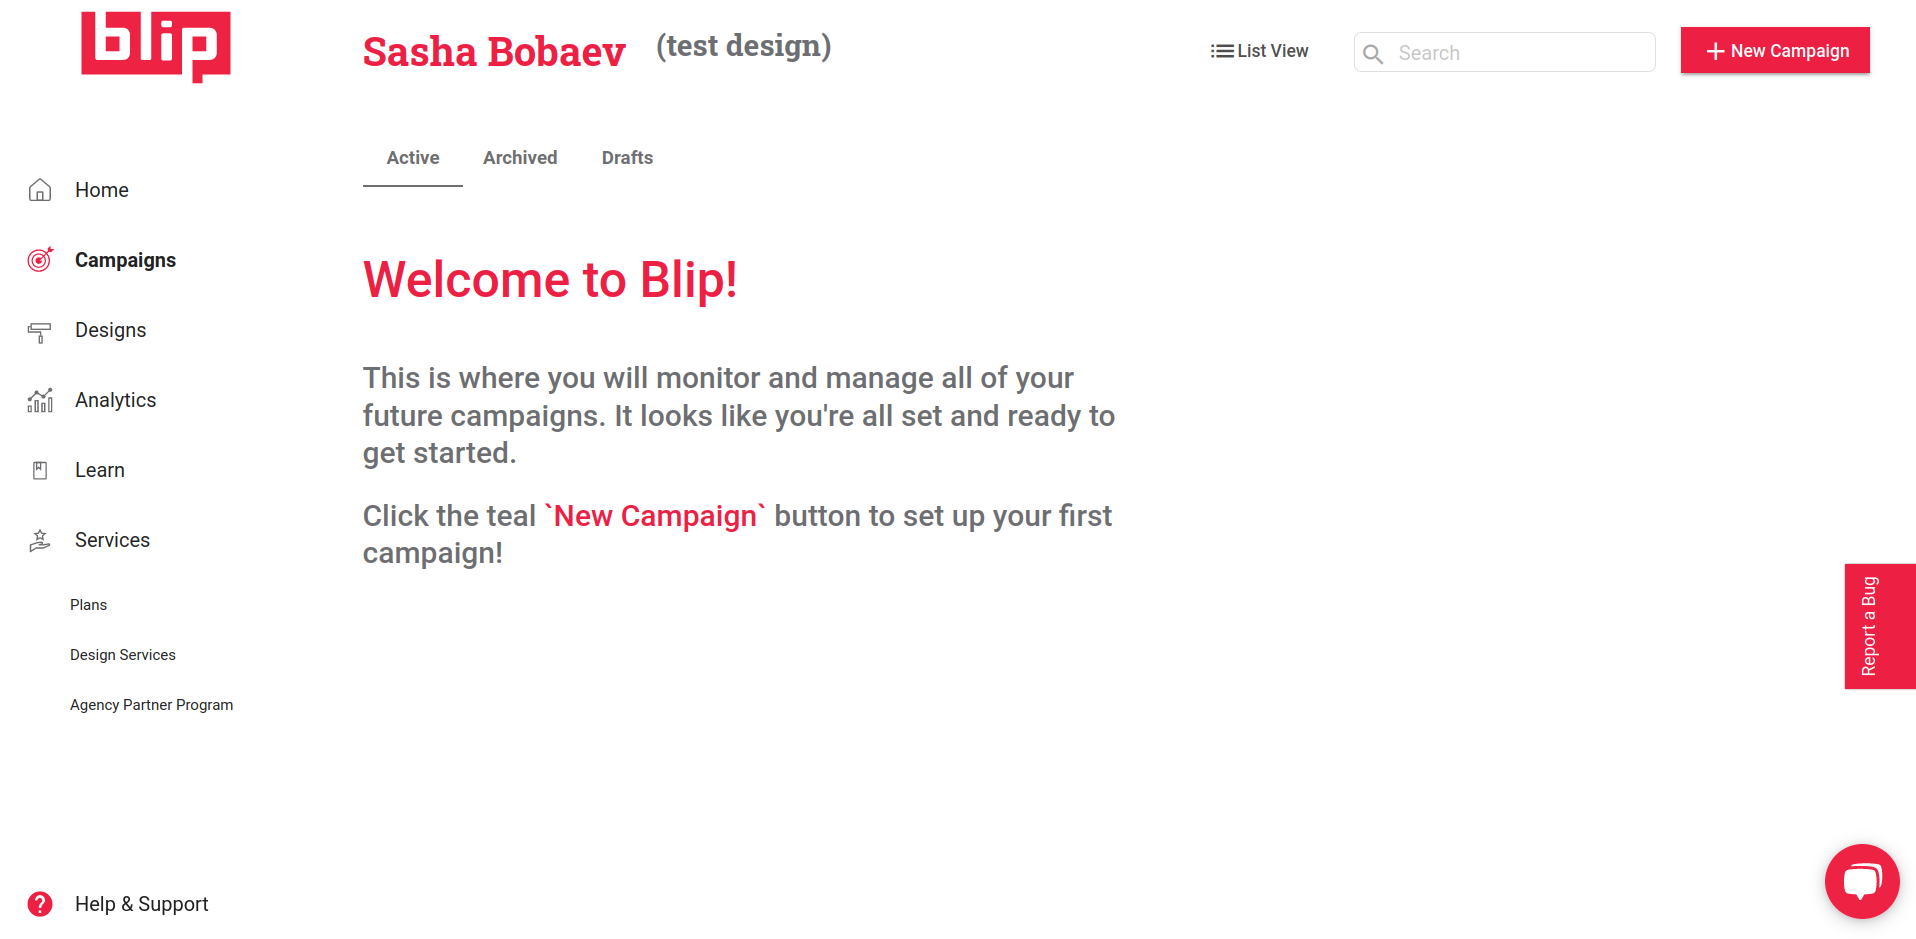 blip
Sasha Bobaev (test design)
List View
Search
New Campaign
Active Archived Drafts
Home
Campaigns
Designs
Analytics
Learn
Services
Plans
Design Services
Agency Partner Program
Help & Support
Welcome to Blip!
This is where you will monitor and manage all of your
future campaigns. It looks like you're all set and ready to
get started.
Click the teal `New Campaign` button to set up your first
campaign!
Report a Bug